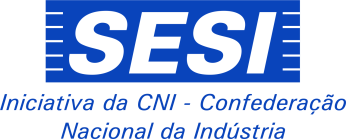 SESI
Iniciativa da CNI - Confederação
Nacional da Indústria